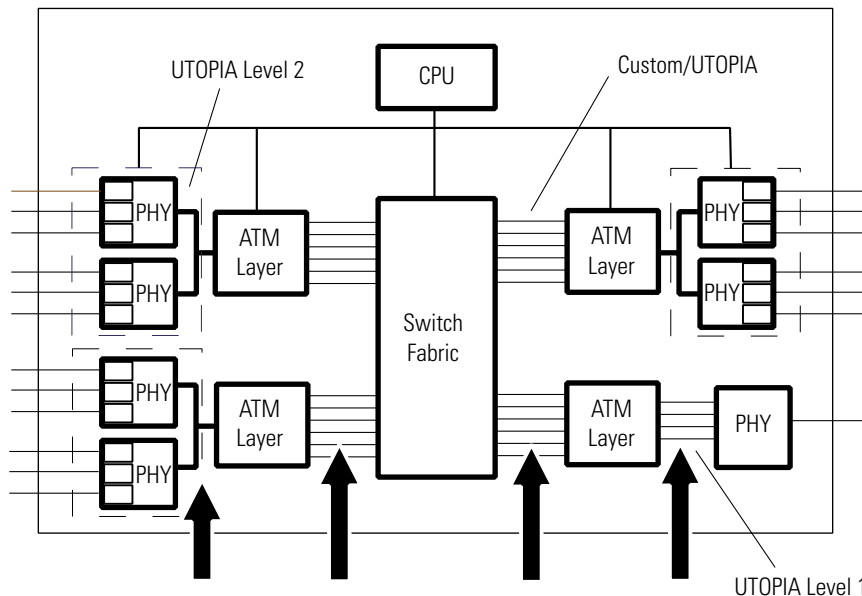 UTOPIA Level 2
CPU
Custom/UTOPIA
PHY
ATM
Layer
ATM
Layer
PHY
PHY
PHY
Switch
Fabric
PHY
ATM
Layer
ATM
Layer
PHY
PHY
UTOPIA Level 1